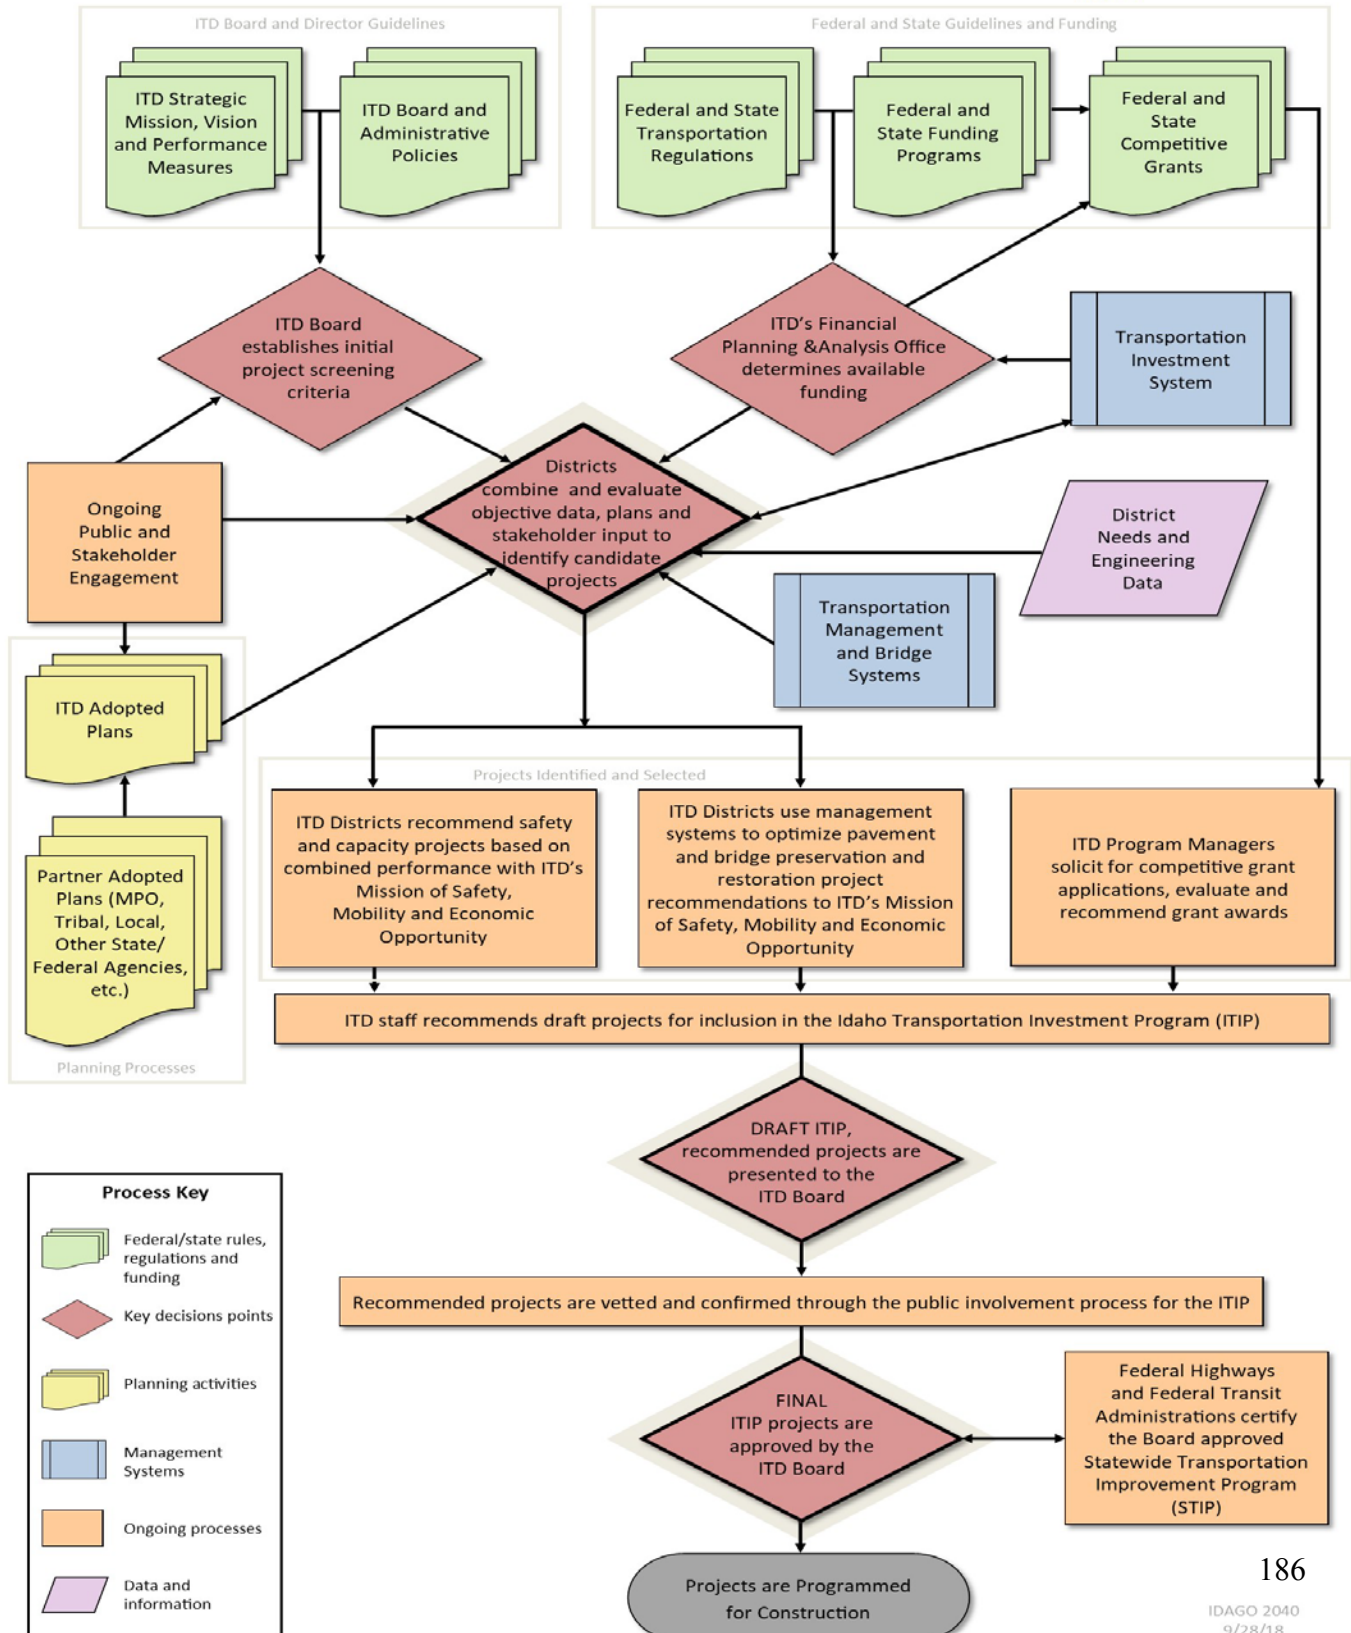 ITD Board and Director Guidelines
Federal and State Guidelines and Funding
ITD Strategic
Mission, Vision
and Performance
Measures
ITD Board and
Administrative
Policies
Federal and State
Transportation
Regulations
Federal and
State Funding
Programs
Federal and
State
Competitive
Grants
ITD Board
establishes initial
project screening
criteria
ITD's Financial
Planning &Analysis Office
determines available
funding
Transportation
Investment
System
Ongoing
Public and
Stakeholder
Engagement
Districts
combine and evaluate
objective data, plans and
stakeholder input to
identify candidate
projects
District
Needs and
Engineering
Data
Transportation
Management
and Bridge
Systems
ITD Adopted
Plans
Partner Adopted
Plans (MPO,
Tribal, Local,
Other State/
Federal Agencies,
etc.)
Planning Processes
Projects Identified and Selected
ITD Districts recommend safety
and capacity projects based on
combined performance with ITD's
Mission of Safety,
Mobility and Economic
Opportunity
ITD Districts use management
systems to optimize pavement
and bridge preservation and
restoration project
recommendations to ITD's Mission
of Safety, Mobility and Economic
Opportunity
ITD Program Managers
solicit for competitive grant
applications, evaluate and
recommend grant awards
ITD staff recommends draft projects for inclusion in the Idaho Transportation Investment Program (ITIP)
DRAFT ITIP,
recommended projects are
presented to the
ITD Board
Recommended projects are vetted and confirmed through the public involvement process for the ITIP
FINAL
ITIP projects are
approved by the
ITD Board
Federal Highways
and Federal Transit
Administrations certify
the Board approved
Statewide Transportation
Improvement Program
(STIP)
Projects are Programmed
for Construction
Process Key
Federal/state rules,
regulations and
funding
Key decisions points
Planning activities
Management
Systems
Ongoing processes
Data and
information
186
IDAGO 2040
9/28/18